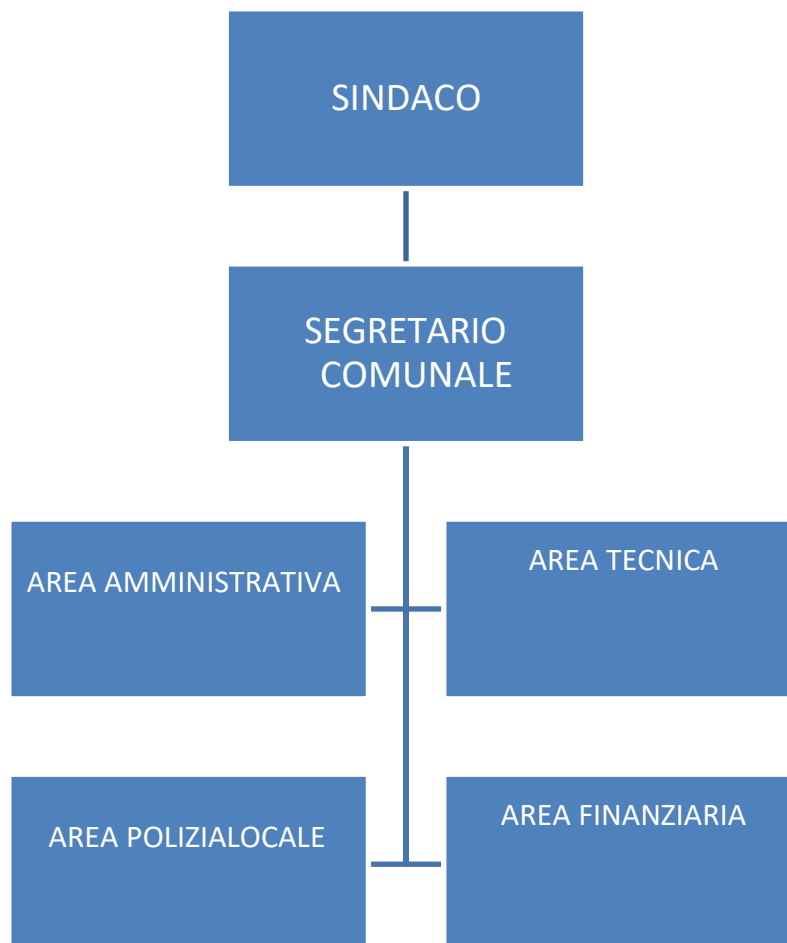 SINDACO
SEGRETARIO
COMUNALE
AREA AMMINISTRATIVA
AREA TECNICA
AREA POLIZIALOCALE
AREA FINANZIARIA